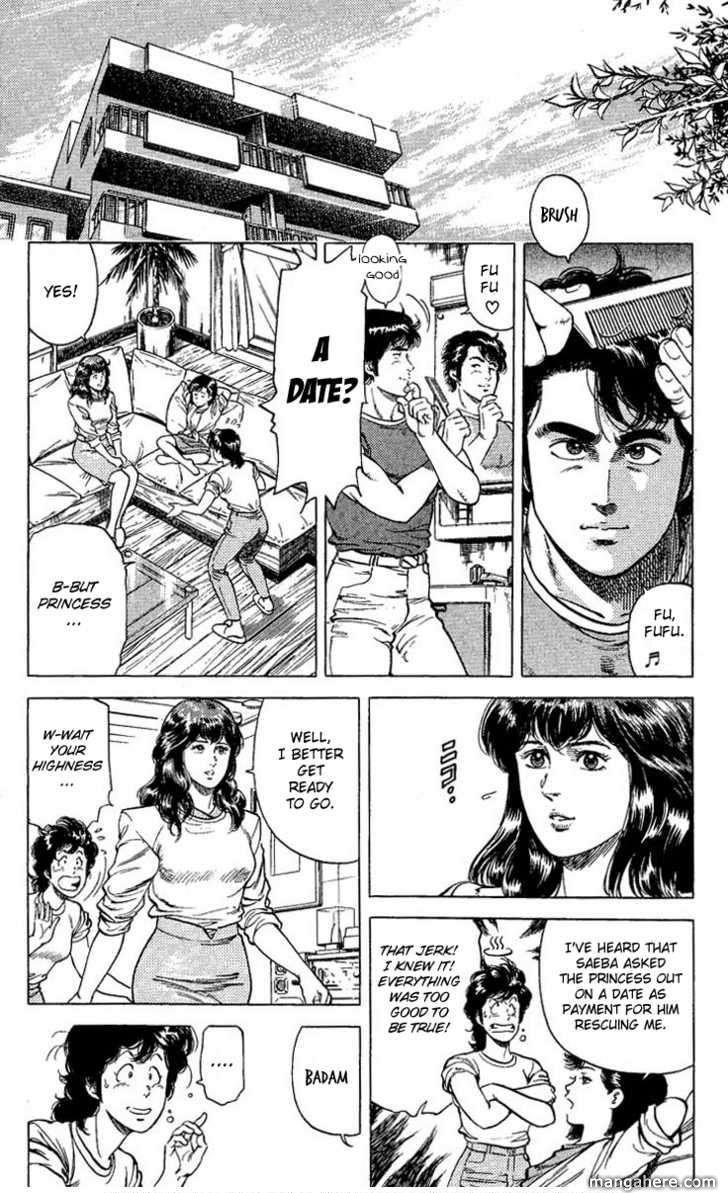 BRUSH
FU,
FUFU.
♬
FU
FU
♡
looking
Good
A
DATE?
YES!
B-BUT
PRINCESS
...
WELL,
I BETTER
GET
READY
TO GO.
W-WAIT
YOUR
HIGHNESS
...
I'VE HEARD THAT
SAEBA ASKED
THE PRINCESS OUT
ON A DATE AS
PAYMENT FOR HIM
RESCUING ME.
THAT JERK!
I KNEW IT!
EVERYTHING
WAS TOO
GOOD TO
BE TRUE!
BADAM
....
mangahere.com